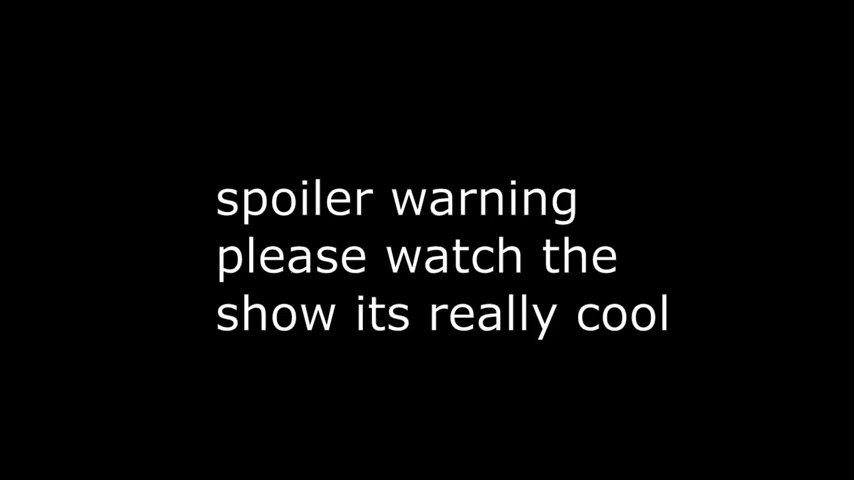 spoiler warning
please watch the
show its really cool